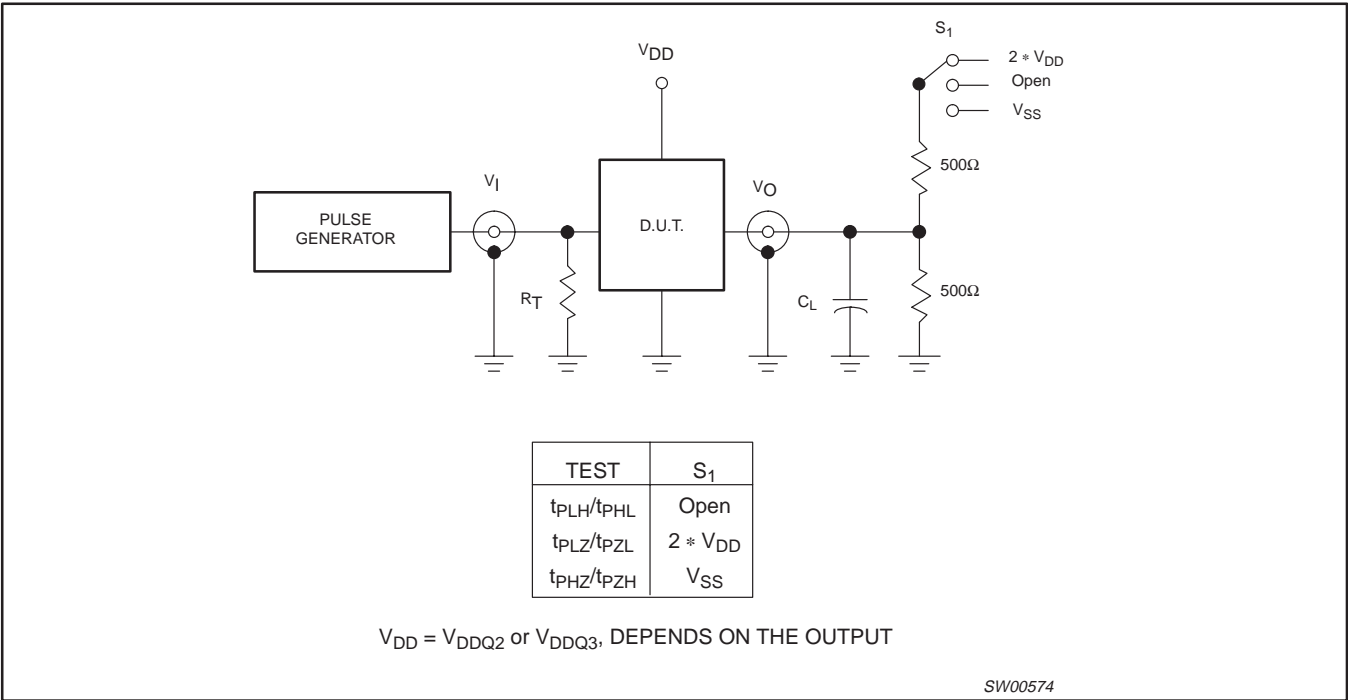 S1
VDD
2 * VDD
Open
VSS
500Ω
VI
VO
PULSE
GENERATOR
D.U.T.
RT
CL
500Ω
TEST S1
tPLH/tPHL Open
tPLZ/tPZL 2 * VDD
tPHZ/tPZH VSS
VDD = VDDQ2 or VDDQ3, DEPENDS ON THE OUTPUT
SW00574